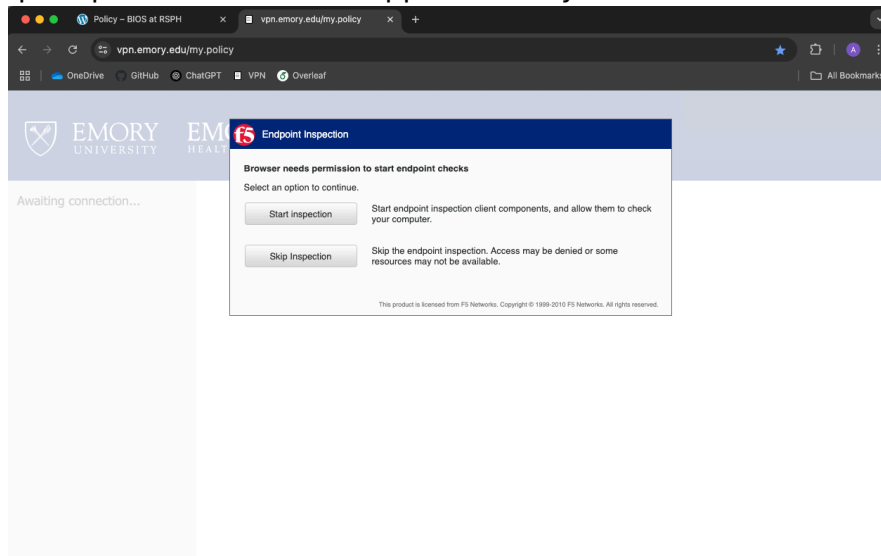 Policy – BIOS at RSPH
vpn.emory.edu/my.policy
vpn.emory.edu/my.policy
A
OneDrive
GitHub
ChatGPT
VPN
Overleaf
All Bookmarks
EMORY
UNIVERSITY
EM
HEALT
Awaiting connection...
f5 Endpoint Inspection
Browser needs permission to start endpoint checks
Select an option to continue.
Start inspection
Start endpoint inspection client components, and allow them to check
your computer.
Skip Inspection
Skip the endpoint inspection. Access may be denied or some
resources may not be available.
This product is licensed from F5 Networks. Copyright © 1999-2010 F5 Networks. All rights reserved.